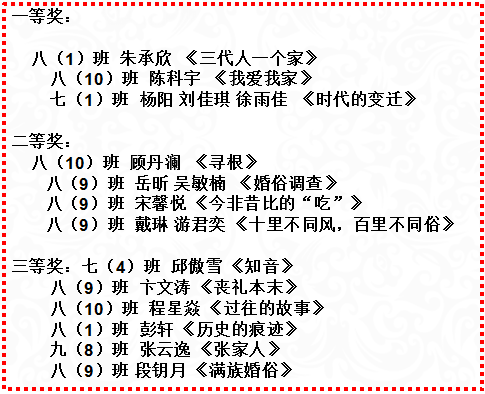 一等奖：
八（1）班 朱承欣 《三代人一个家》
八（10）班 陈科宇 《我爱我家》
七（1）班 杨阳 刘佳琪 徐雨佳 《时代的变迁》
二等奖：
八（10）班 顾丹澜 《寻根》
八（9）班 岳昕 吴敏楠 《婚俗调查》
八（9）班 宋馨悦 《今非昔比的“吃”》
八（9）班 戴琳 游君奕 《十里不同风，百里不同俗》
三等奖：七（4）班 邱傲雪 《知音》
八（9）班 卞文涛 《丧礼本末》
八（10）班 程星焱 《过往的故事》
八（1）班 彭轩 《历史的痕迹》
九（8）班 张云逸 《张家人》
八（9）班 段钥月 《满族婚俗》